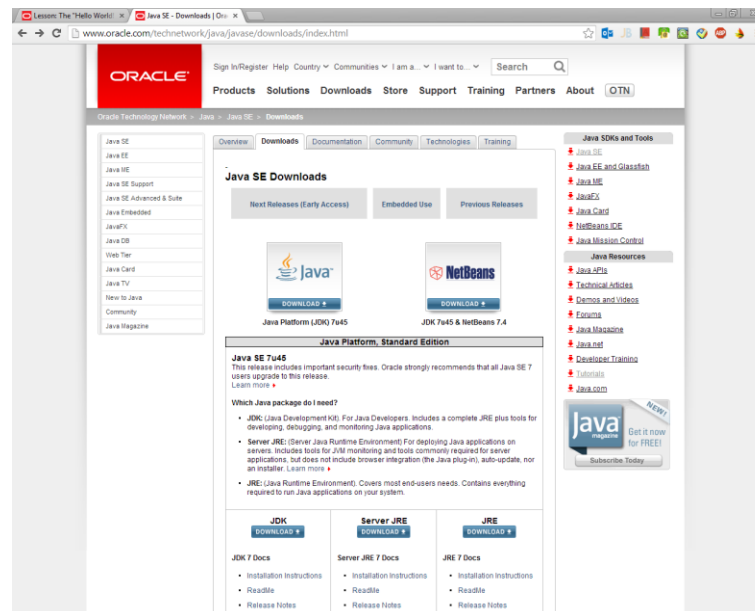 Lesson: The "Hello World!
Java SE - Downloads | Ora
www.oracle.com/technetwork/java/javase/downloads/index.html
ORACLE
Sign In/Register Help Country Communities I am a... I want to... Search
Products Solutions Downloads Store Support Training Partners About OTN
Oracle Technology Network > Java > Java SE > Downloads
Java SE
Java EE
Java ME
Java SE Support
Java SE Advanced & Suite
Java Embedded
JavaFX
Java DB
Web Tier
Java Card
Java TV
New to Java
Community
Java Magazine
Overview Downloads Documentation Community Technologies Training
Java SE Downloads
Next Releases (Early Access) Embedded Use Previous Releases
Java NetBeans
DOWNLOAD DOWNLOAD
Java Platform (JDK) 7u45 JDK 7u45 & NetBeans 7.4
Java Platform, Standard Edition
Java SE 7u45
This release includes important security fixes. Oracle strongly recommends that all Java SE 7
users upgrade to this release.
Learn more
Which Java package do I need?
• JDK: (Java Development Kit). For Java Developers. Includes a complete JRE plus tools for
developing, debugging, and monitoring Java applications.
• Server JRE: (Server Java Runtime Environment) For deploying Java applications on
servers. Includes tools for JVM monitoring and tools commonly required for server
applications, but does not include browser integration (the Java plug-in), auto-update, nor
an installer. Learn more
• JRE: (Java Runtime Environment). Covers most end-users needs. Contains everything
required to run Java applications on your system.
JDK Server JRE JRE
DOWNLOAD DOWNLOAD DOWNLOAD
JDK 7 Docs Server JRE 7 Docs JRE 7 Docs
• Installation Instructions • Installation Instructions • Installation Instructions
• ReadMe • ReadMe • ReadMe
• Release Notes • Release Notes • Release Notes
Java SDKs and Tools
Java SE
Java EE and Glassfish
Java ME
JavaFX
Java Card
NetBeans IDE
Java Mission Control
Java Resources
Java APIs
Technical Articles
Demos and Videos
Forums
Java Magazine
Java.net
Developer Training
Tutorials
Java.com
NEW!
Java
magazine
Get it now
for FREE!
Subscribe Today